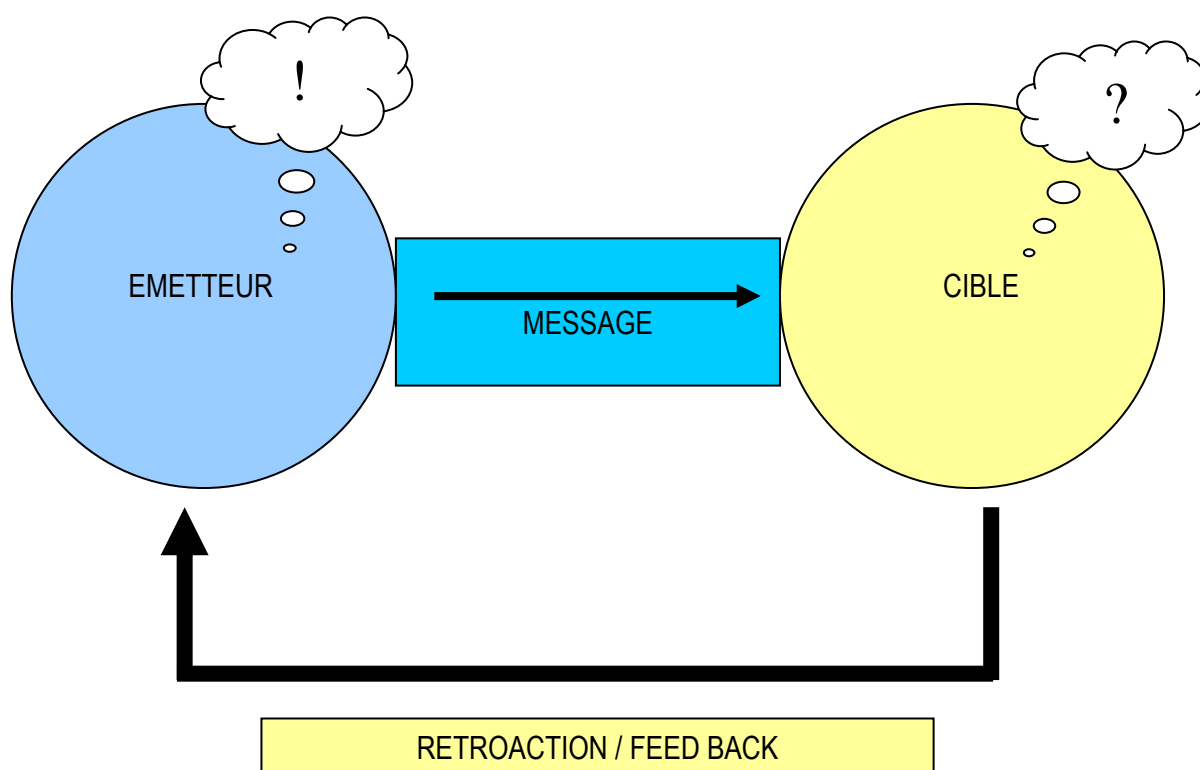 !
?
EMETTEUR
CIBLE
MESSAGE
RETROACTION / FEED BACK